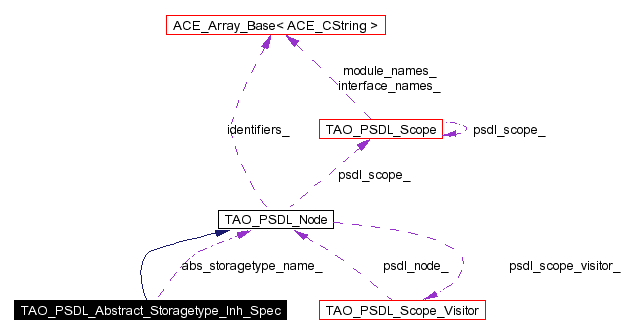 ACE_Array_Base< ACE_CString >
module_names_
interface_names_
identifiers_
TAO_PSDL_Scope
psdl_scope_
psdl_scope_
TAO_PSDL_Node
abs_storagetype_name_
psdl_node_
psdl_scope_visitor_
TAO_PSDL_Abstract_Storagetype_Inh_Spec
TAO_PSDL_Scope_Visitor